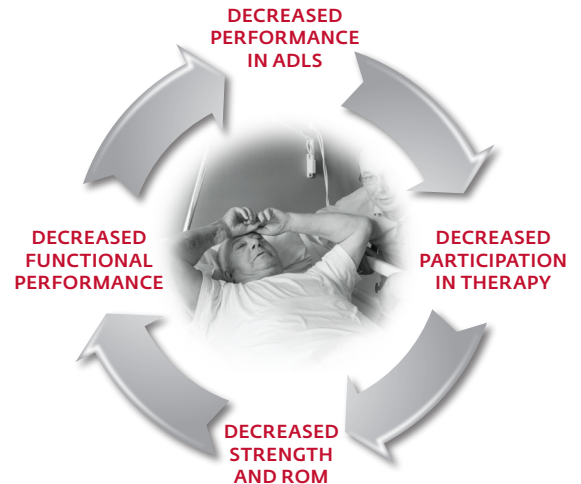 DECREASED
PERFORMANCE
IN ADLS
DECREASED
PARTICIPATION
IN THERAPY
DECREASED
STRENGTH
AND ROM
DECREASED
FUNCTIONAL
PERFORMANCE